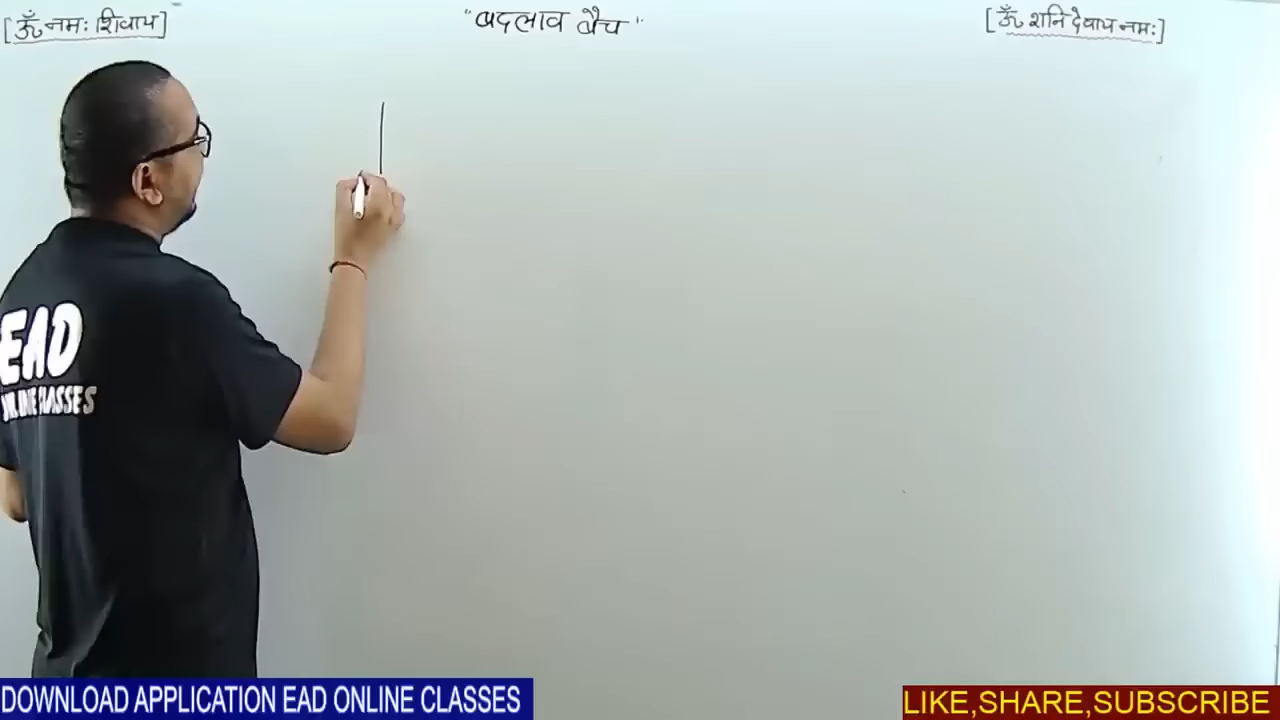 [ॐ नमः शिवाय]
"बदलाव बैच"
[ॐ शनि देवाय नमः]
EAD
ONLINE CLASSES
DOWNLOAD APPLICATION EAD ONLINE CLASSES
LIKE,SHARE,SUBSCRIBE